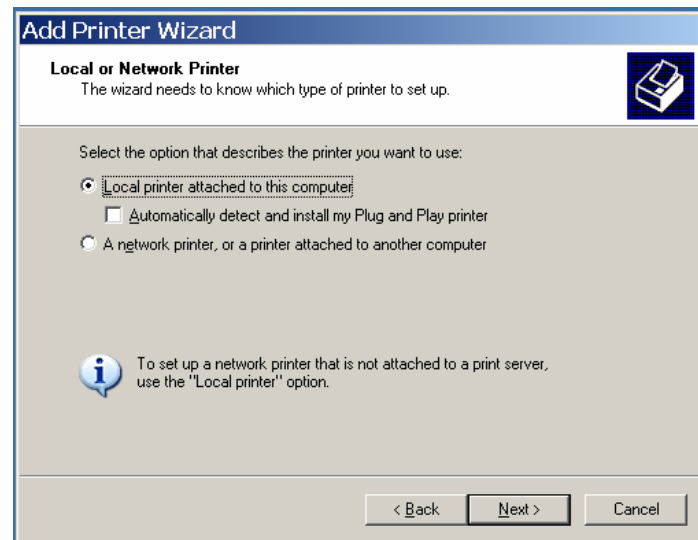 Add Printer Wizard
Local or Network Printer
The wizard needs to know which type of printer to set up.
Select the option that describes the printer you want to use:
Local printer attached to this computer
Automatically detect and install my Plug and Play printer
A network printer, or a printer attached to another computer
To set up a network printer that is not attached to a print server,
use the "Local printer" option.
< Back Next > Cancel